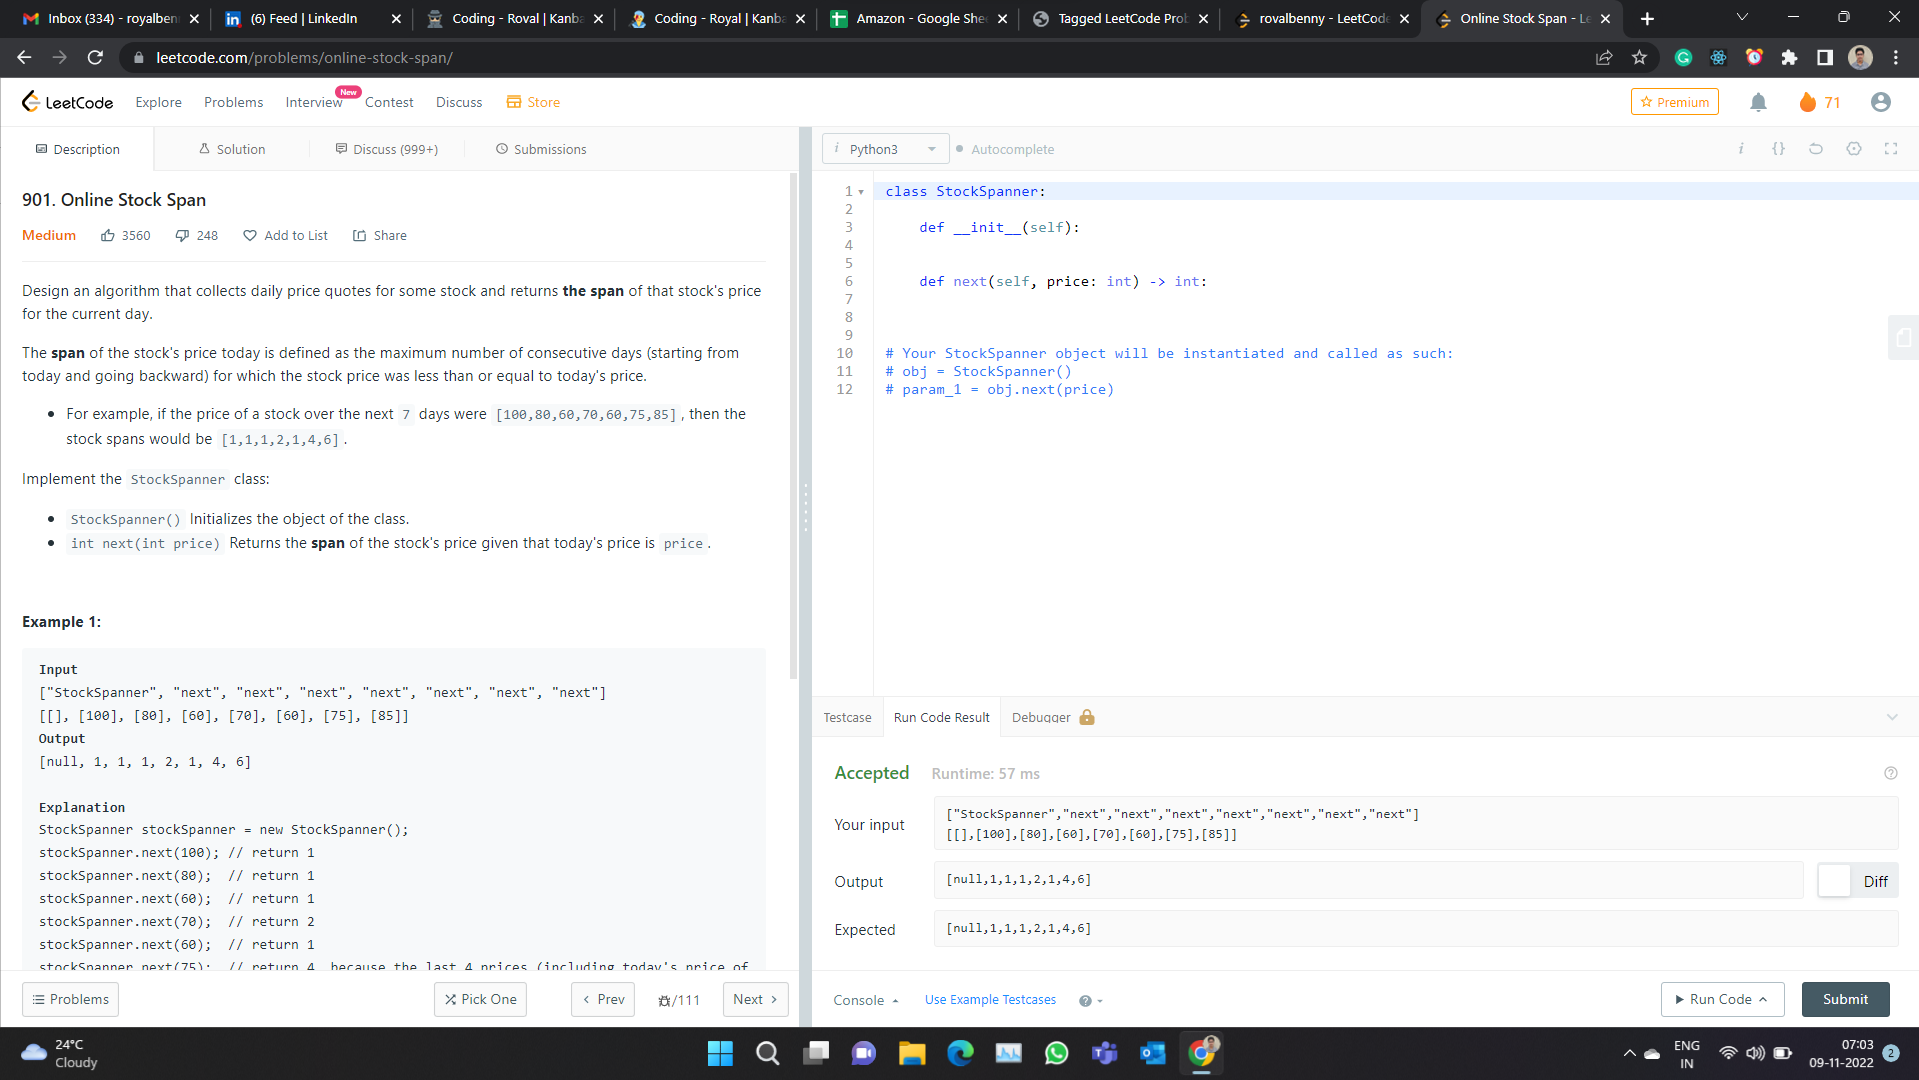 Inbox (334) - royalben
(6) Feed | LinkedIn
Coding - Roval | Kanba
Coding - Royal | Kanba
Amazon - Google She
Tagged LeetCode Prob
rovalbenny - LeetCode
Online Stock Span - Le
leetcode.com/problems/online-stock-span/
LeetCode
Explore
Problems
Interview
New
Contest
Discuss
Store
Premium
71
Description
Solution
Discuss (999+)
Submissions
i Python3
Autocomplete
i {}
901. Online Stock Span
Medium
3560
248
Add to List
Share
Design an algorithm that collects daily price quotes for some stock and returns the span of that stock's price
for the current day.
The span of the stock's price today is defined as the maximum number of consecutive days (starting from
today and going backward) for which the stock price was less than or equal to today's price.
For example, if the price of a stock over the next 7 days were [100,80,60,70,60,75,85], then the
stock spans would be [1,1,1,2,1,4,6].
Implement the StockSpanner class:
StockSpanner() Initializes the object of the class.
int next(int price) Returns the span of the stock's price given that today's price is price.
Example 1:
Input
["StockSpanner", "next", "next", "next", "next", "next", "next", "next"]
[[], [100], [80], [60], [70], [60], [75], [85]]
Output
[null, 1, 1, 1, 2, 1, 4, 6]
Explanation
StockSpanner stockSpanner = new StockSpanner();
stockSpanner.next(100); // return 1
stockSpanner.next(80);  // return 1
stockSpanner.next(60);  // return 1
stockSpanner.next(70);  // return 2
stockSpanner.next(60);  // return 1
stockSpanner.next(75);  // return 4, because the last 4 prices (including today's price of
Problems
Pick One
Prev
/111
Next
1 class StockSpanner:
2
3     def __init__(self):
4
5
6     def next(self, price: int) -> int:
7
8
9
10 # Your StockSpanner object will be instantiated and called as such:
11 # obj = StockSpanner()
12 # param_1 = obj.next(price)
Testcase
Run Code Result
Debugger
Accepted
Runtime: 57 ms
Your input
["StockSpanner","next","next","next","next","next","next","next"]
[[],[100],[80],[60],[70],[60],[75],[85]]
Output
[null,1,1,1,2,1,4,6]
Diff
Expected
[null,1,1,1,2,1,4,6]
Console
Use Example Testcases
Run Code
Submit
24°C
Cloudy
ENG
IN
07:03
09-11-2022
2